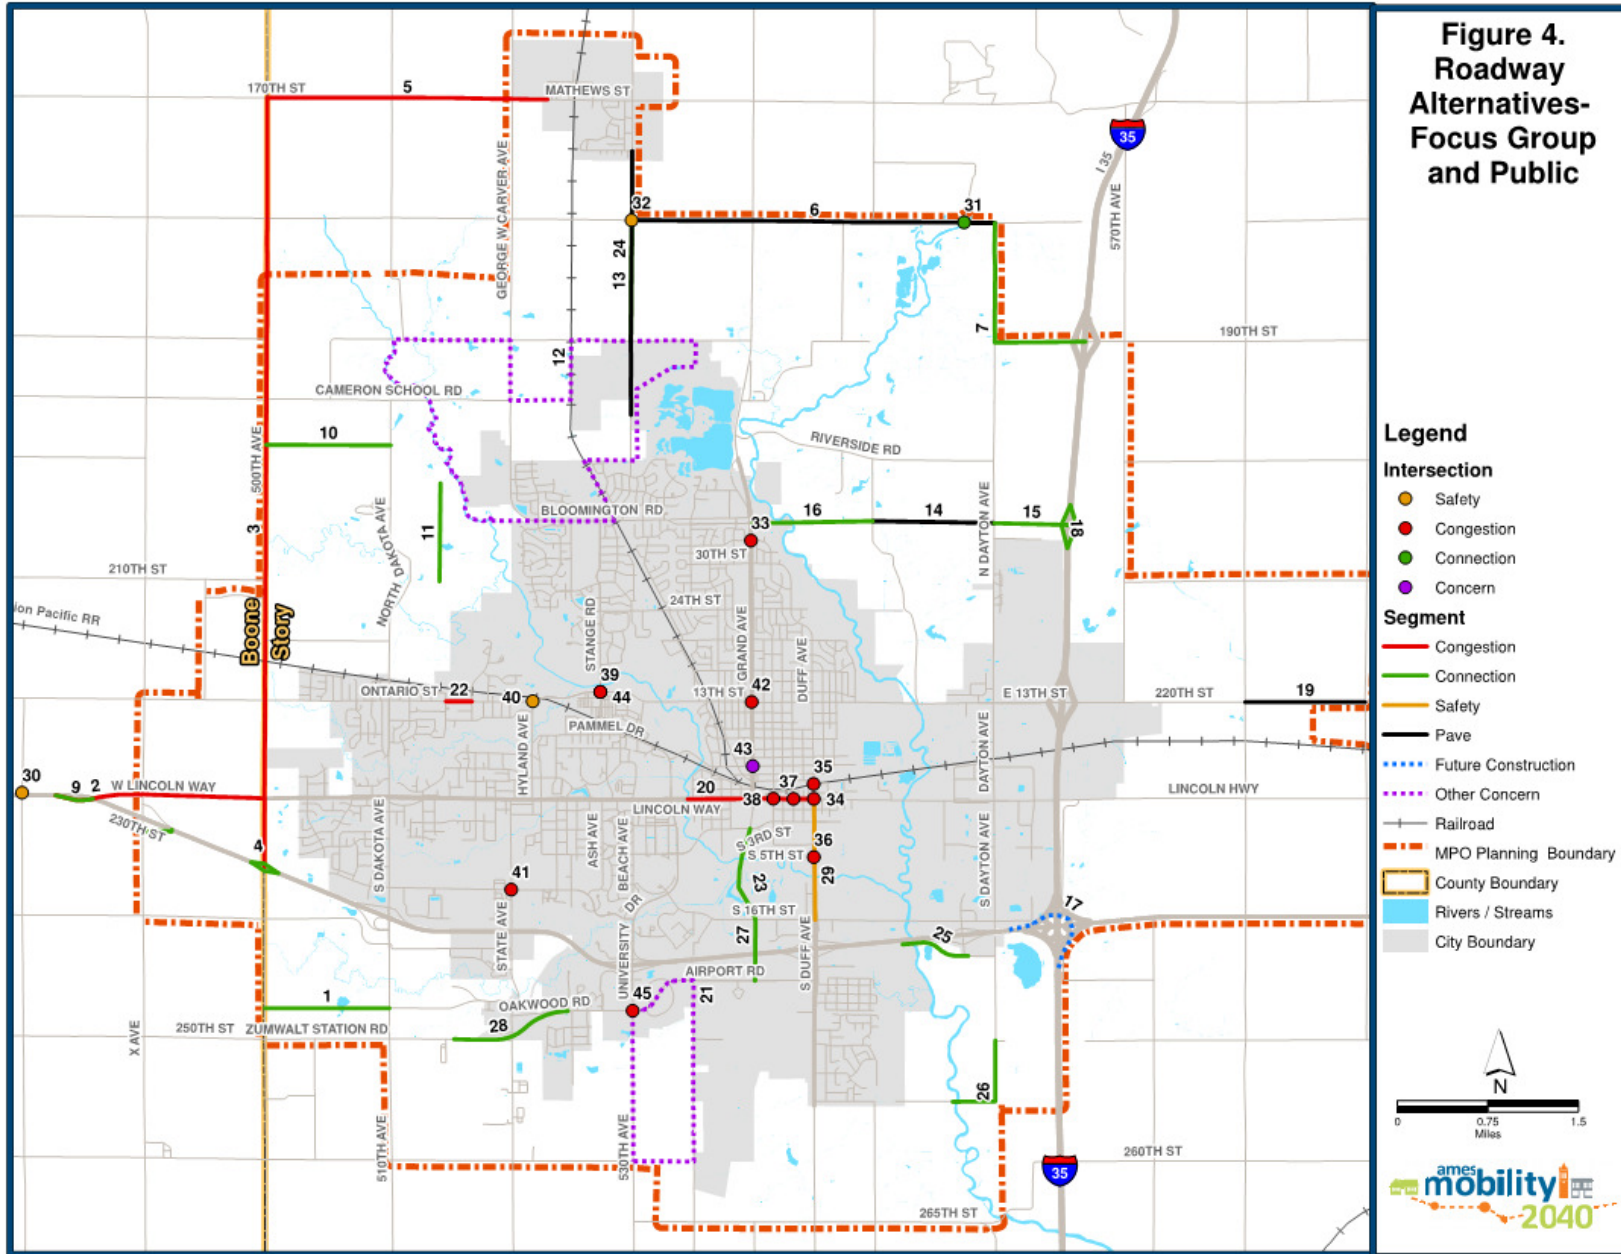 Figure 4.
Roadway
Alternatives-
Focus Group
and Public
Legend
Intersection
Safety
Congestion
Connection
Concern
Segment
Congestion
Connection
Safety
Pave
Future Construction
Other Concern
Railroad
MPO Planning Boundary
County Boundary
Rivers / Streams
City Boundary
N
0 0.75 1.5
Miles
ames
mobility
2040
170TH ST
5
MATHEWS ST
35
I 35
570TH AVE
GEORGE W CARVER AVE
32
6
31
24
13
7
190TH ST
12
CAMERON SCHOOL RD
10
RIVERSIDE RD
500TH AVE
3
11
NORTH DAKOTA AVE
BLOOMINGTON RD
33
16
14
15
18
N DAYTON AVE
30TH ST
210TH ST
24TH ST
ion Pacific RR
Boone
Story
STANGE RD
GRAND AVE
DUFF AVE
ONTARIO ST
22
40
39
44
13TH ST
42
E 13TH ST
220TH ST
19
PAMMEL DR
HYLAND AVE
43
DAYTON AVE
30
9
2
W LINCOLN WAY
20
38
37
35
34
LINCOLN WAY
LINCOLN HWY
230TH ST
4
S DAKOTA AVE
ASH AVE
BEACH AVE
S 3RD ST
S 5TH ST
36
29
23
S DAYTON AVE
41
STATE AVE
UNIVERSITY DR
S 16TH ST
27
S DUFF AVE
25
17
AIRPORT RD
21
1
OAKWOOD RD
45
250TH ST
ZUMWALT STATION RD
28
X AVE
26
510TH AVE
530TH AVE
35
260TH ST
265TH ST